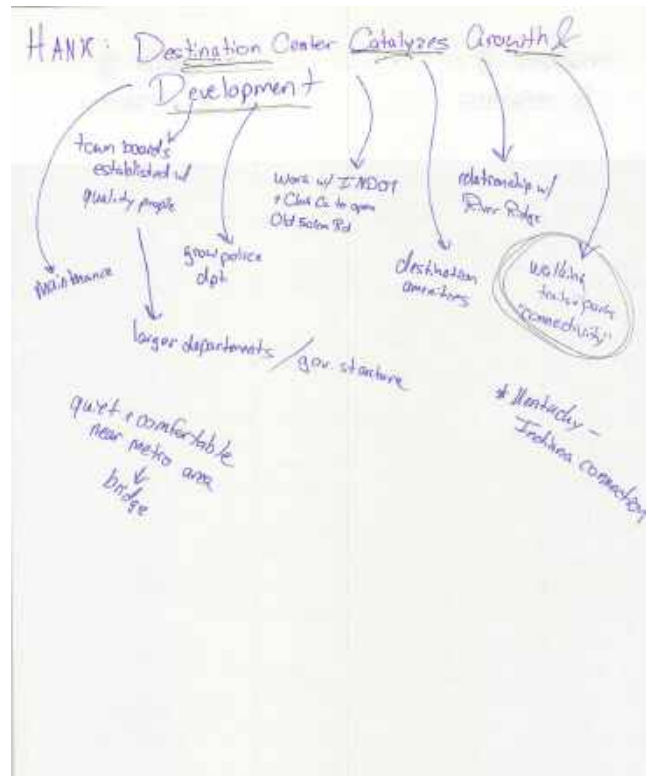 HANK: Destination Center Catalyzes Growth &
Development
town boards
established w/
quality people
maintenance
grow police
dpt.
Work w/ INDOT
+ Clark Co. to open
Old Salem Rd
destination
amenities
relationship w/
River Ridge
walking
trails + parks
"connectivity"
larger departments / gov. structure
quiet + comfortable
near metro area
bridge
* Kentucky -
Indiana connection